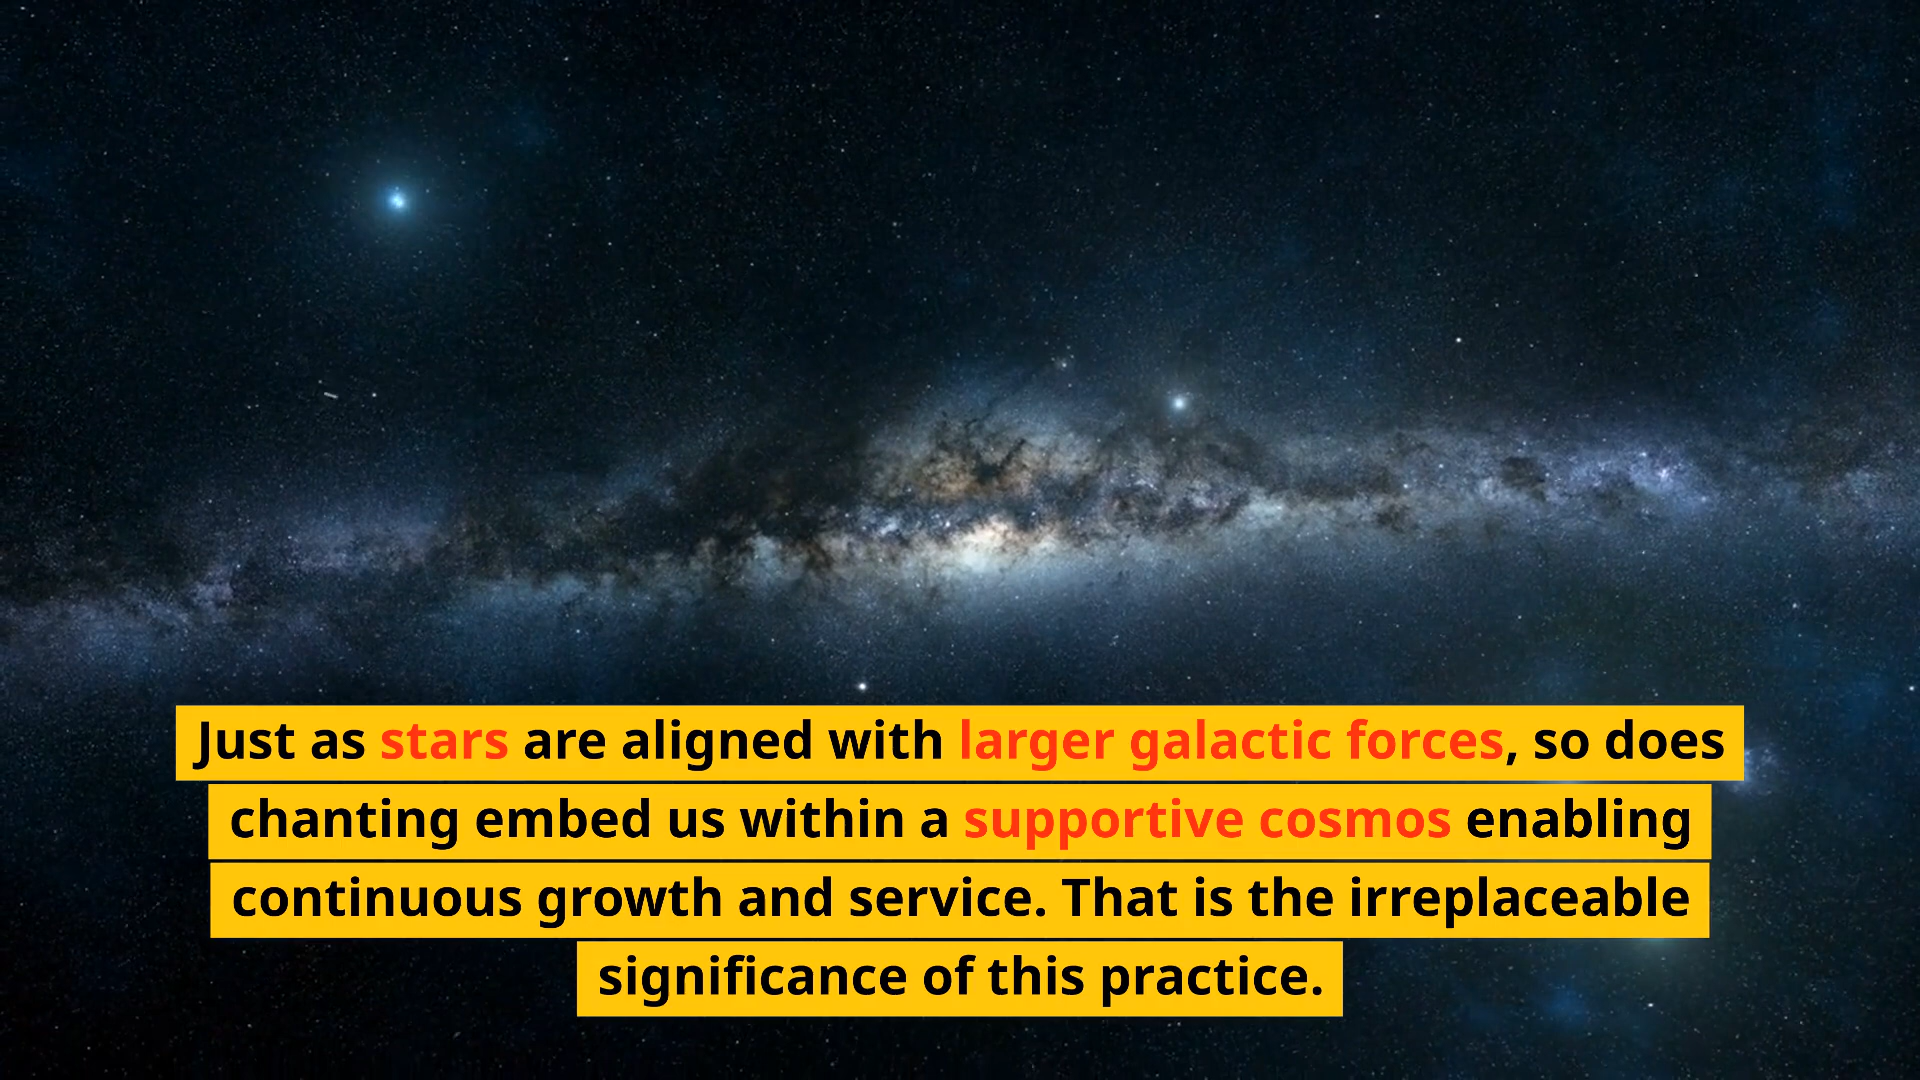 Just as stars are aligned with larger galactic forces, so does
chanting embed us within a supportive cosmos enabling
continuous growth and service. That is the irreplaceable
significance of this practice.